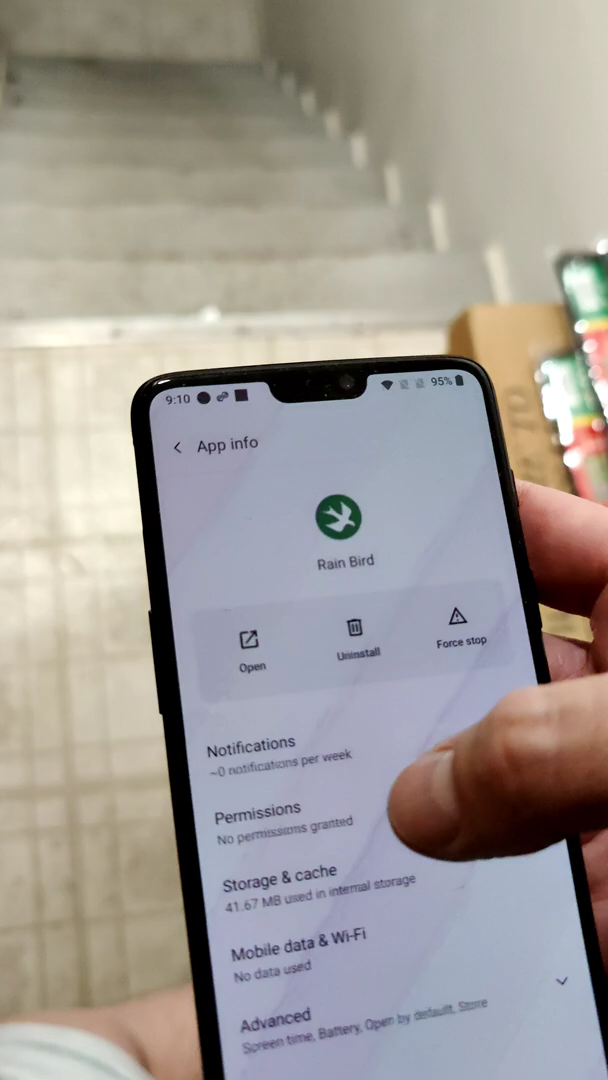 9:10 95%
App info
Rain Bird
Open Uninstall Force stop
Notifications
~0 notifications per week
Permissions
No permissions granted
Storage & cache
41.67 MB used in internal storage
Mobile data & Wi-Fi
No data used
Advanced
Screen time, Battery, Open by default, Store